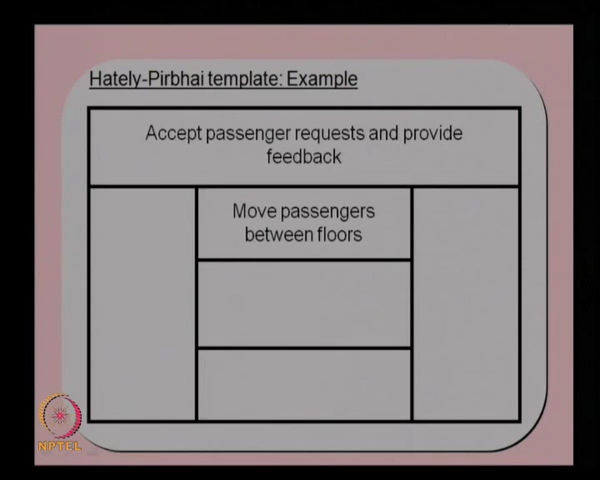 Hately-Pirbhai template: Example
Accept passenger requests and provide
feedback
Move passengers
between floors
NPTEL